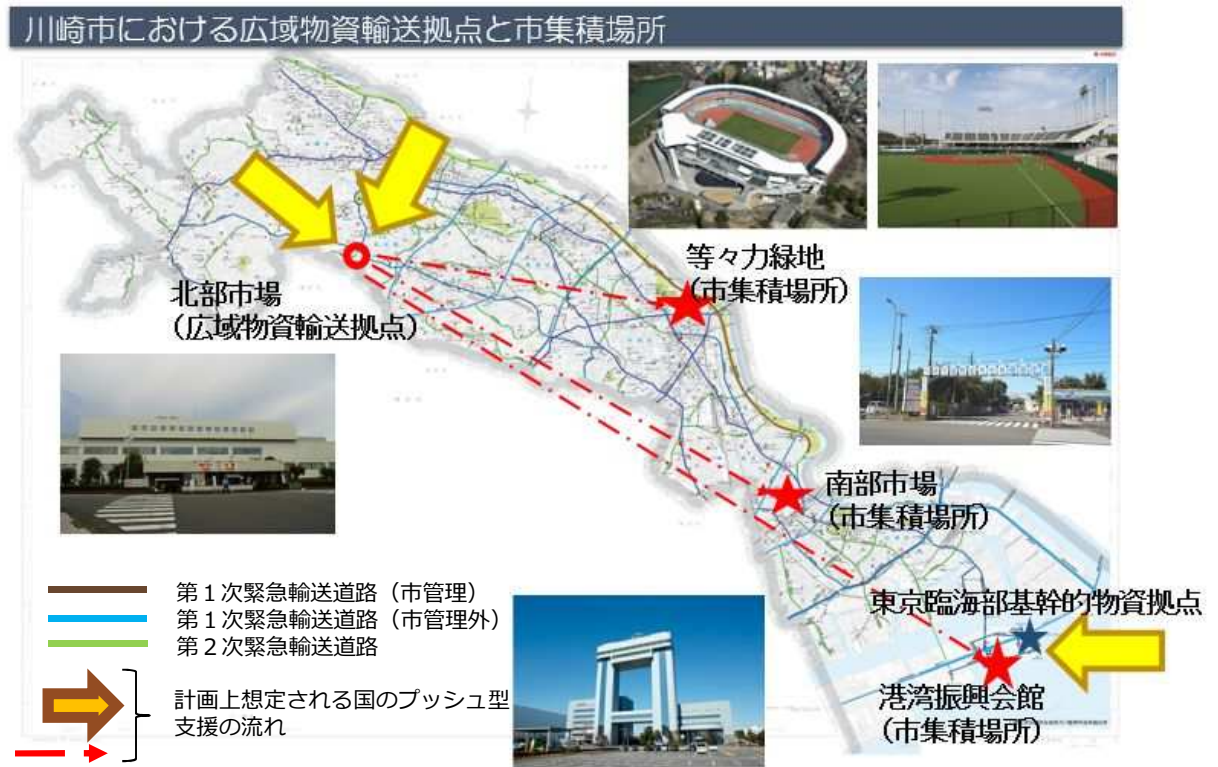 川崎市における広域物資輸送拠点と市集積場所
等々力緑地
（市集積場所）
北部市場
（広域物資輸送拠点）
南部市場
（市集積場所）
東京臨海部基幹的物資拠点
港湾振興会館
（市集積場所）
第１次緊急輸送道路（市管理）
第１次緊急輸送道路（市管理外）
第２次緊急輸送道路
計画上想定される国のプッシュ型
支援の流れ